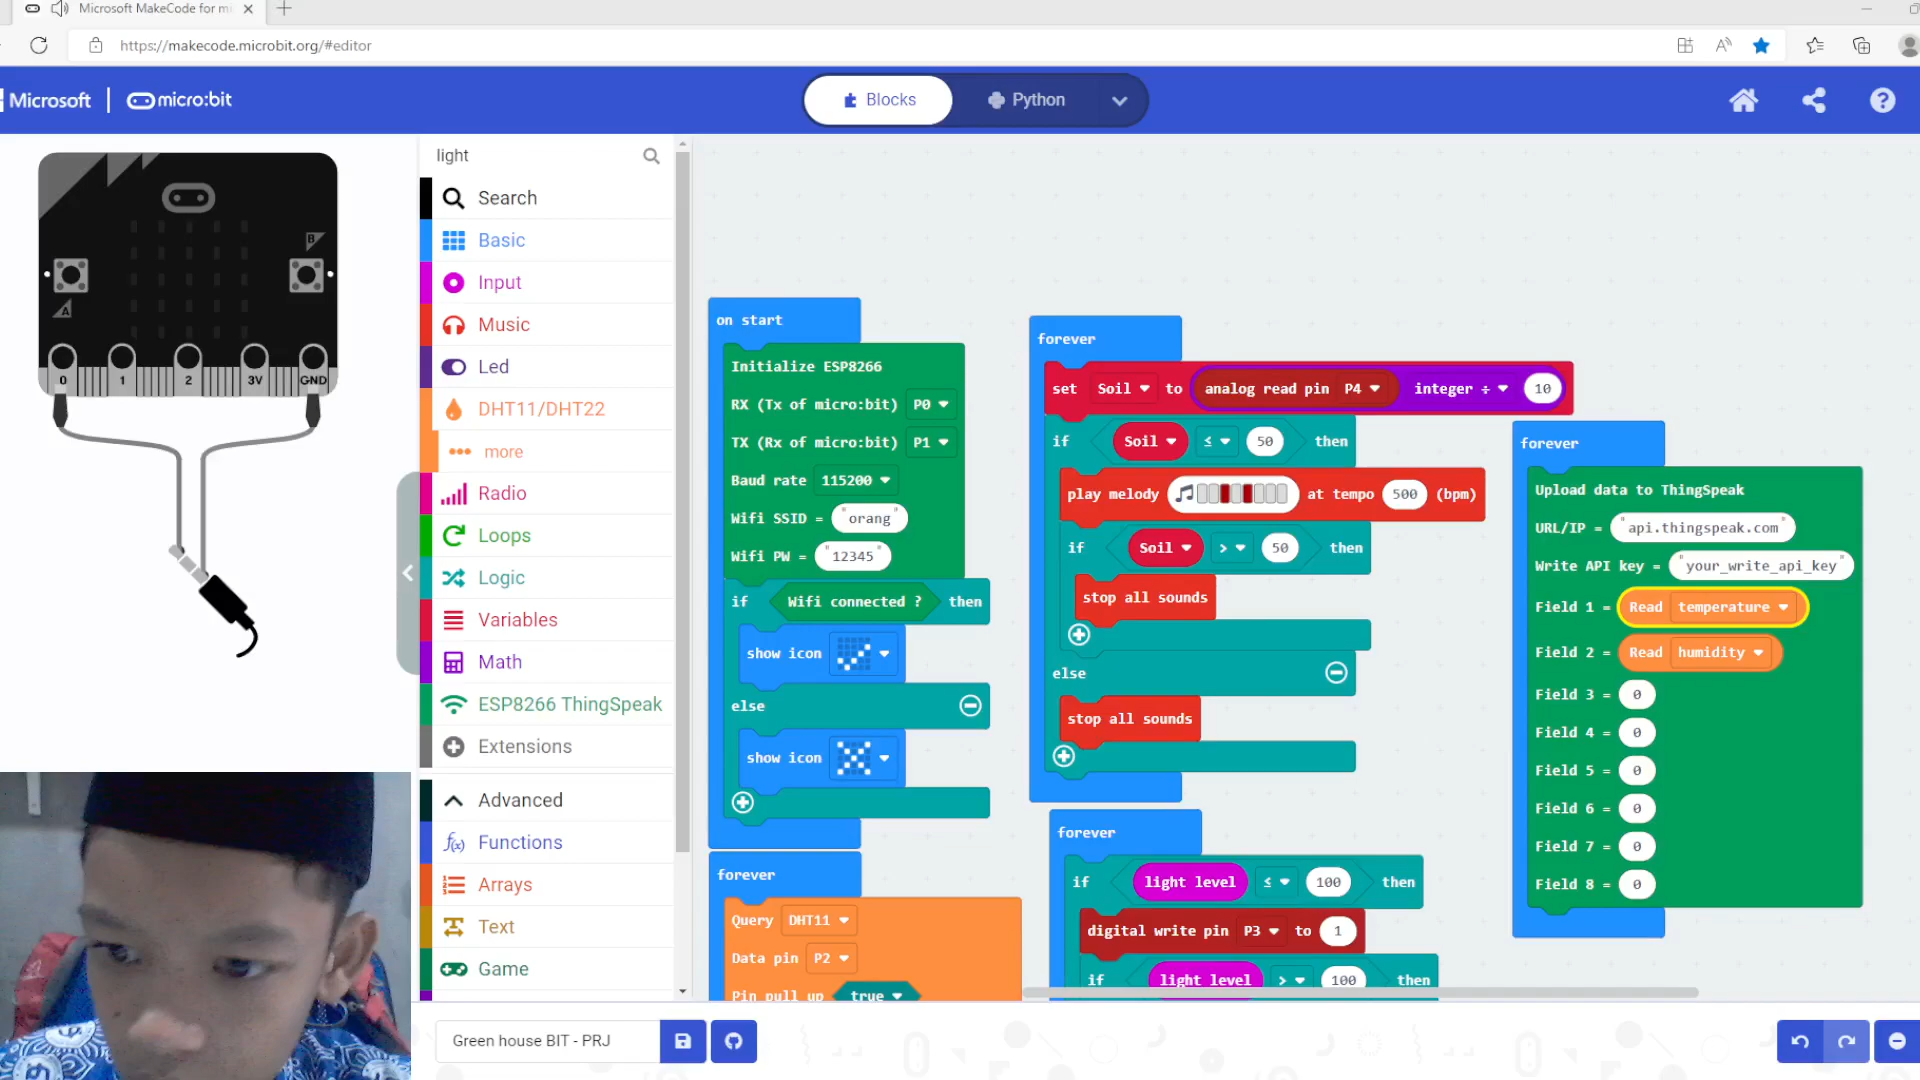 Microsoft MakeCode for mi
https://makecode.microbit.org/#editor
Microsoft | micro:bit
Blocks
Python
light
Search
Basic
Input
Music
Led
DHT11/DHT22
more
Radio
Loops
Logic
Variables
Math
ESP8266 ThingSpeak
Extensions
Advanced
Functions
Arrays
Text
Game
A
B
0 1 2 3V GND
on start
Initialize ESP8266
RX (Tx of micro:bit) P0
TX (Rx of micro:bit) P1
Baud rate 115200
Wifi SSID = "orang"
Wifi PW = "12345"
if Wifi connected ? then
show icon
else
show icon
forever
Query DHT11
Data pin P2
Pin pull up true
forever
set Soil to analog read pin P4 integer ÷ 10
if Soil ≤ 50 then
play melody at tempo 500 (bpm)
if Soil > 50 then
stop all sounds
else
stop all sounds
forever
if light level ≤ 100 then
digital write pin P3 to 1
if light level > 100 then
forever
Upload data to ThingSpeak
URL/IP = "api.thingspeak.com"
Write API key = "your_write_api_key"
Field 1 = Read temperature
Field 2 = Read humidity
Field 3 = 0
Field 4 = 0
Field 5 = 0
Field 6 = 0
Field 7 = 0
Field 8 = 0
Green house BIT - PRJ